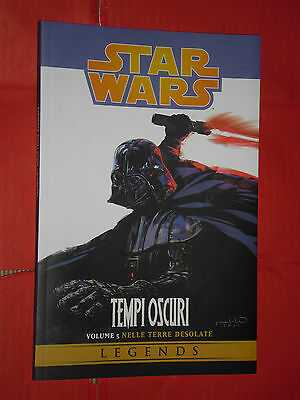 STAR
WARS
TEMPI OSCURI
VOLUME 5 NELLE TERRE DESOLATE
LEGENDS